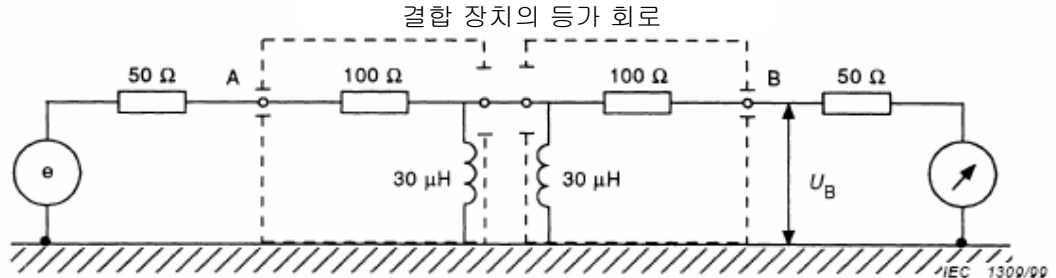 결합 장치의 등가 회로
50 Ω A 100 Ω 100 Ω B 50 Ω
e 30 μH 30 μH U_B
IEC 1309/99